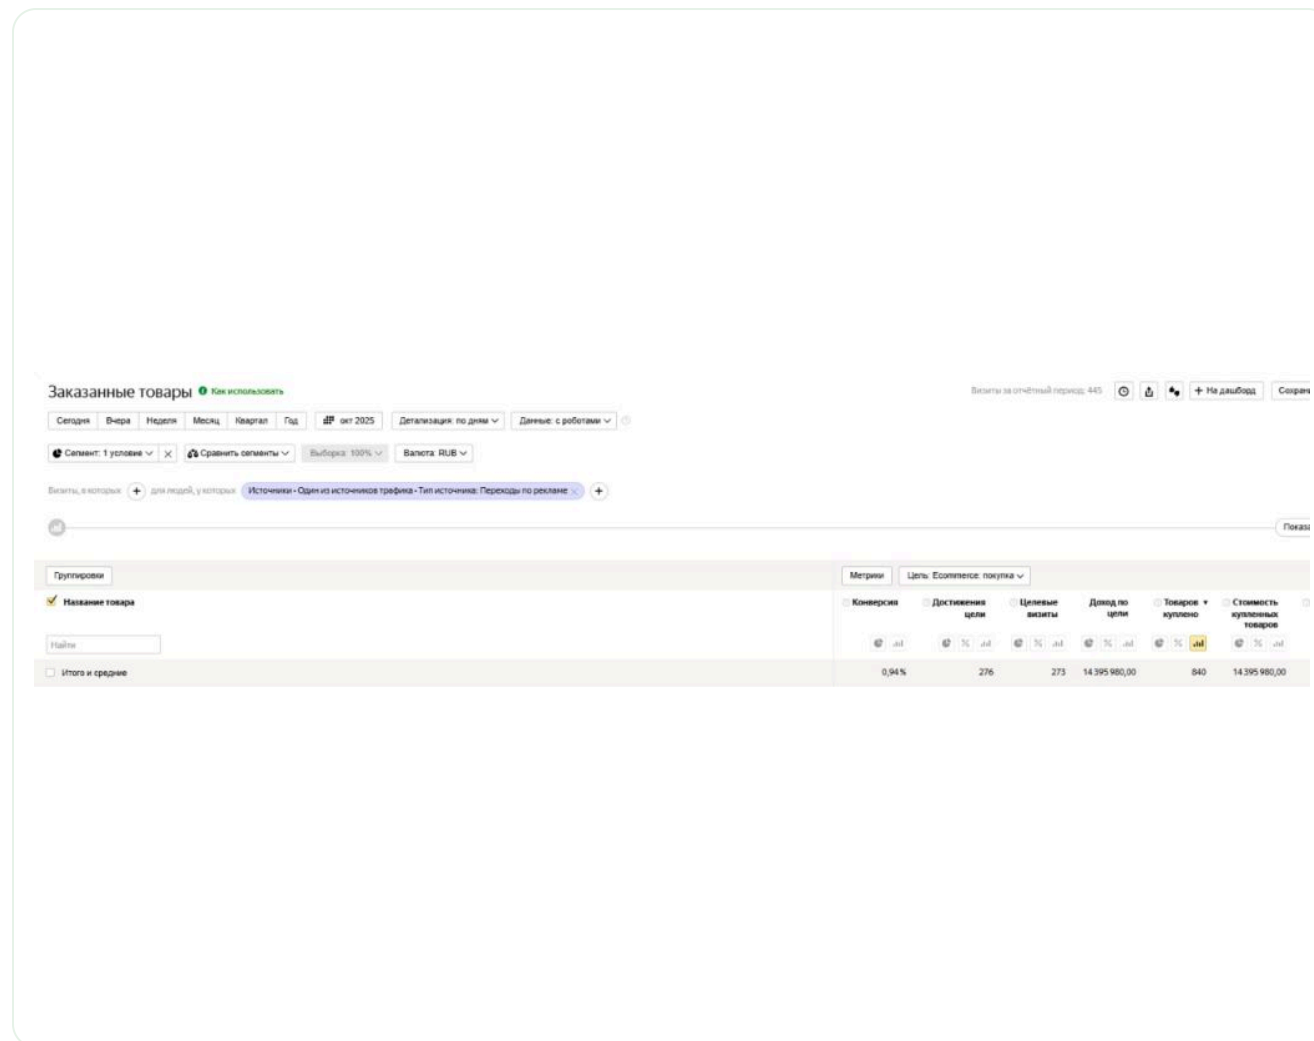 Заказанные товары Как использовать
Визиты за отчётный период: 445 + На дашборд
Сегодня Вчера Неделя Месяц Квартал Год окт 2025 Детализация: по дням Данные: с роботами
Сегмент: 1 условие Сравнить сегменты Выборка: 100% Валюта: RUB
Визиты, в которых + для людей, у которых Источники - Один из источников трафика - Тип источника: Переходы по рекламе × +
Группировки Метрики Цель: Ecommerce: покупка
Название товара Конверсия Достижения цели Целевые визиты Доход по цели Товаров куплено Стоимость купленных товаров
Найти
Итого и средние 0,94% 276 273 14 395 980,00 840 14 395 980,00